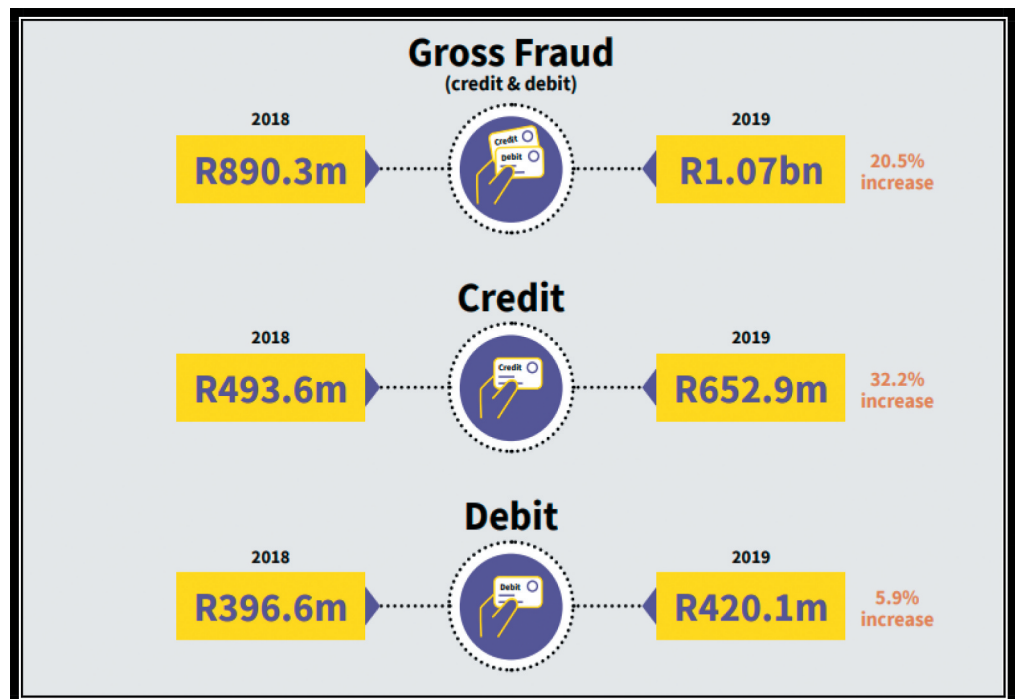 Gross Fraud
(credit & debit)
2018
2019
Credit
Debit
R890.3m
R1.07bn
20.5%
increase
Credit
2018
2019
Credit
R493.6m
R652.9m
32.2%
increase
Debit
2018
2019
Debit
R396.6m
R420.1m
5.9%
increase